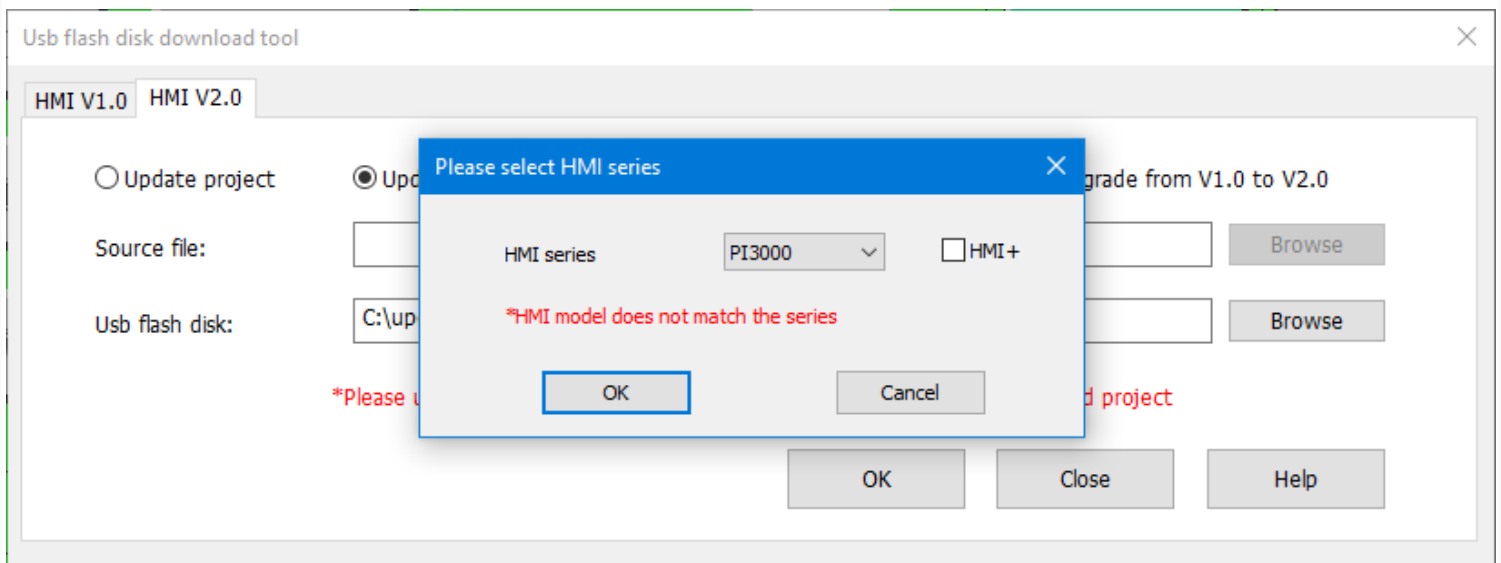 Usb flash disk download tool
HMI V1.0 HMI V2.0
Please select HMI series
Update project Upd grade from V1.0 to V2.0
Source file: Browse
HMI series PI3000 HMI+
*HMI model does not match the series
Usb flash disk: C:\up Browse
OK Cancel
*Please u d project
OK Close Help